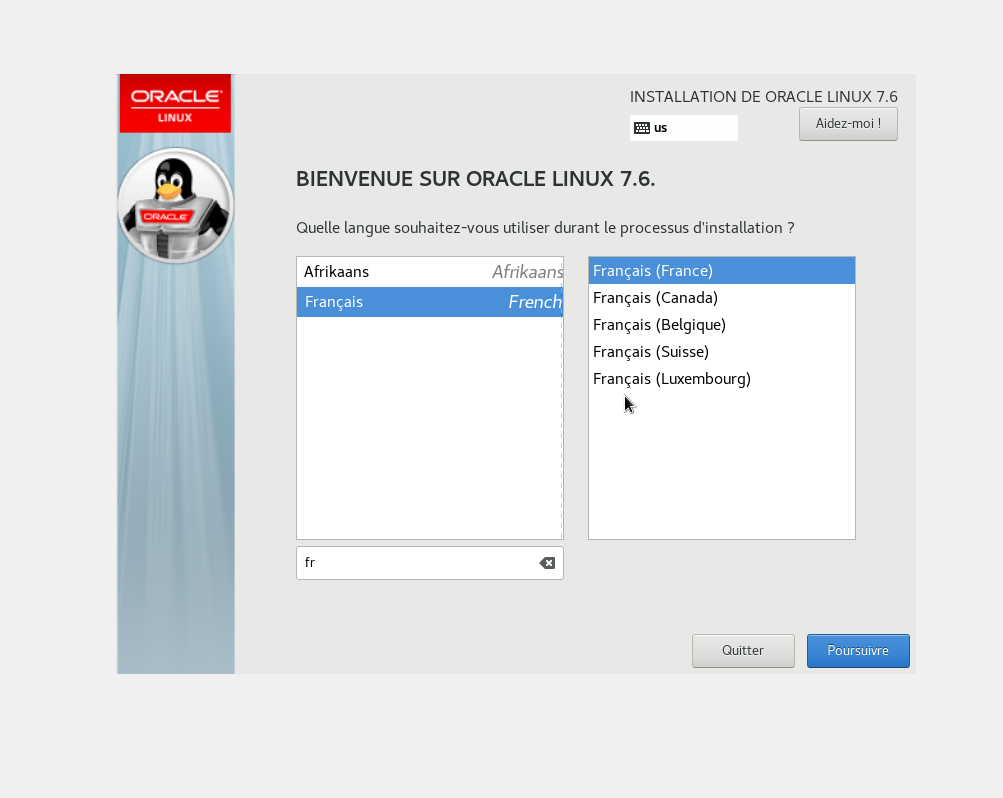 ORACLE
LINUX
INSTALLATION DE ORACLE LINUX 7.6
us
Aidez-moi !
ORACLE
BIENVENUE SUR ORACLE LINUX 7.6.
Quelle langue souhaitez-vous utiliser durant le processus d'installation ?
Afrikaans Afrikaans
Français French
Français (France)
Français (Canada)
Français (Belgique)
Français (Suisse)
Français (Luxembourg)
fr
Quitter
Poursuivre